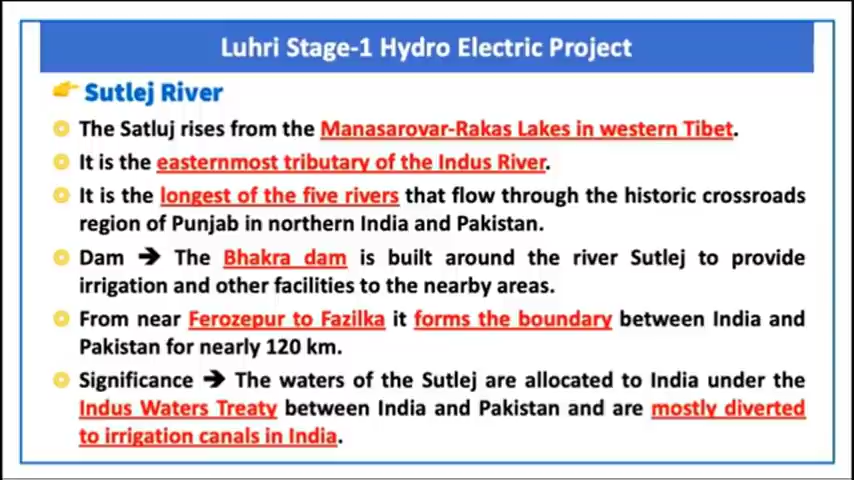 Luhri Stage-1 Hydro Electric Project
Sutlej River
The Satluj rises from the Manasarovar-Rakas Lakes in western Tibet.
It is the easternmost tributary of the Indus River.
It is the longest of the five rivers that flow through the historic crossroads
region of Punjab in northern India and Pakistan.
Dam ➔ The Bhakra dam is built around the river Sutlej to provide
irrigation and other facilities to the nearby areas.
From near Ferozepur to Fazilka it forms the boundary between India and
Pakistan for nearly 120 km.
Significance ➔ The waters of the Sutlej are allocated to India under the
Indus Waters Treaty between India and Pakistan and are mostly diverted
to irrigation canals in India.